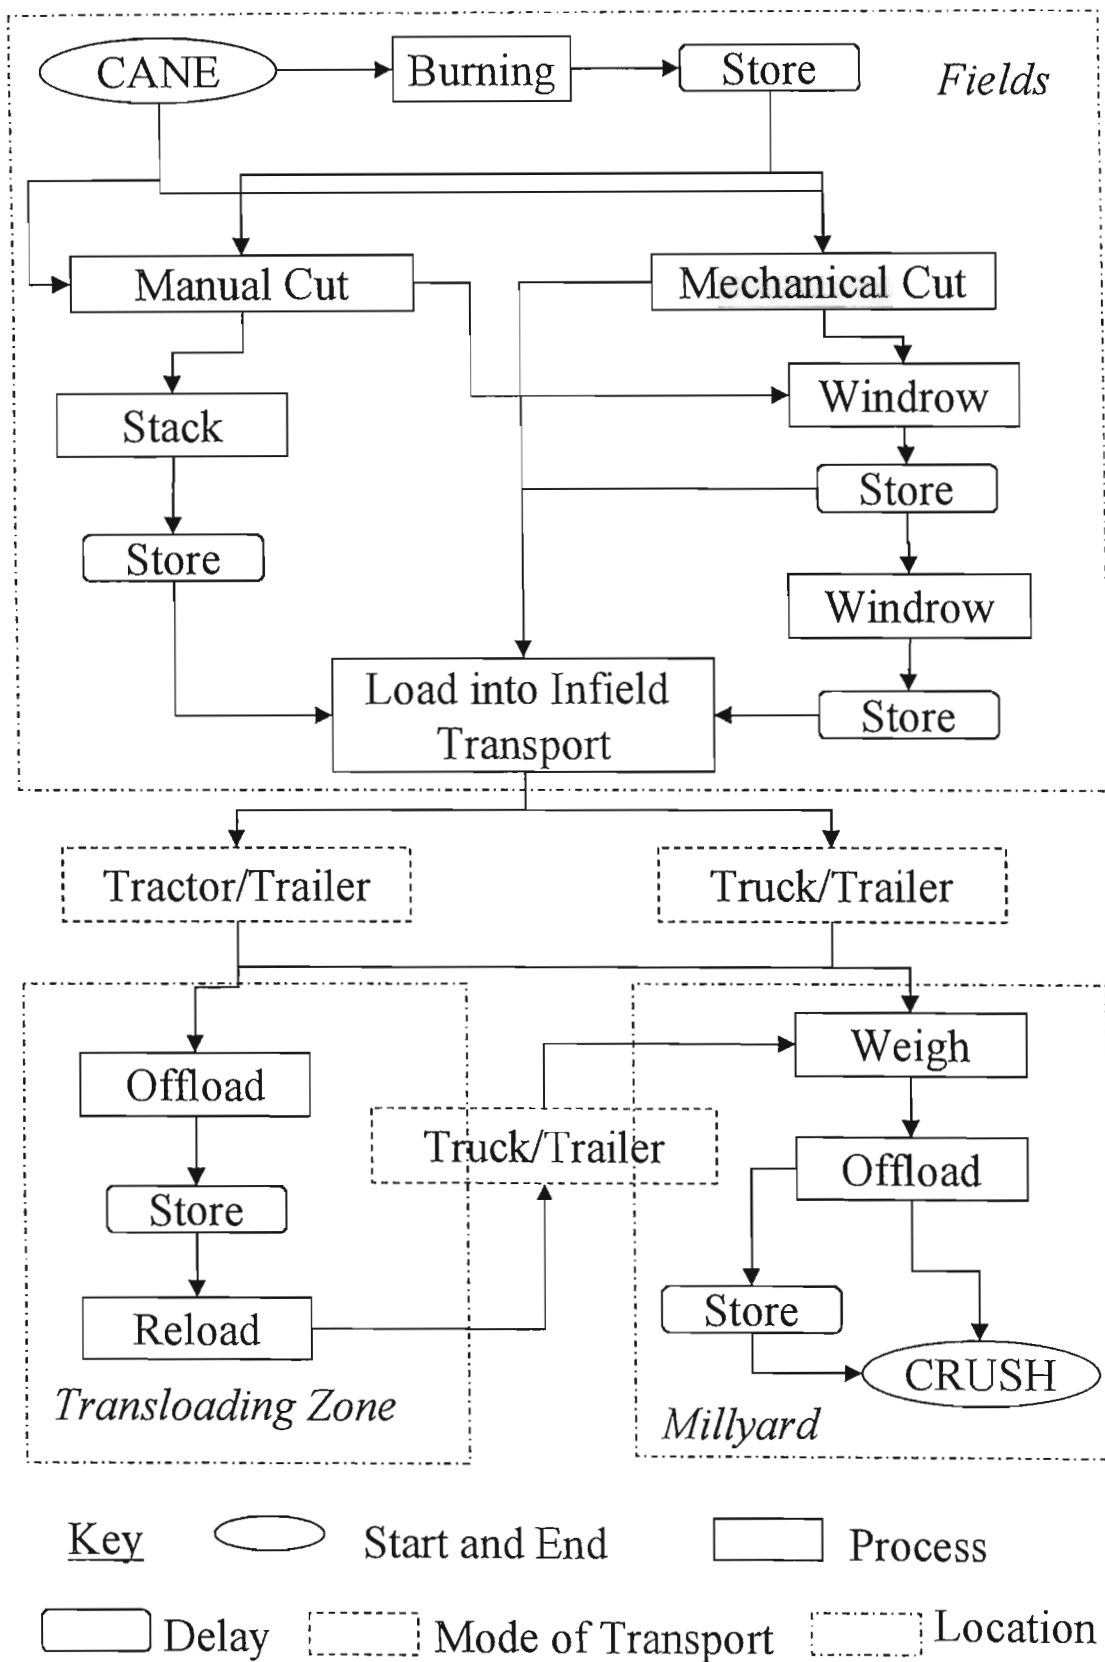 CANE
Burning
Store
Fields
Manual Cut
Mechanical Cut
Windrow
Stack
Store
Store
Windrow
Load into Infield
Transport
Store
Tractor/Trailer
Truck/Trailer
Weigh
Offload
Truck/Trailer
Offload
Store
Store
Reload
CRUSH
Translo​ading Zone
Millyard
Key
Start and End
Process
Delay
Mode of Transport
Location